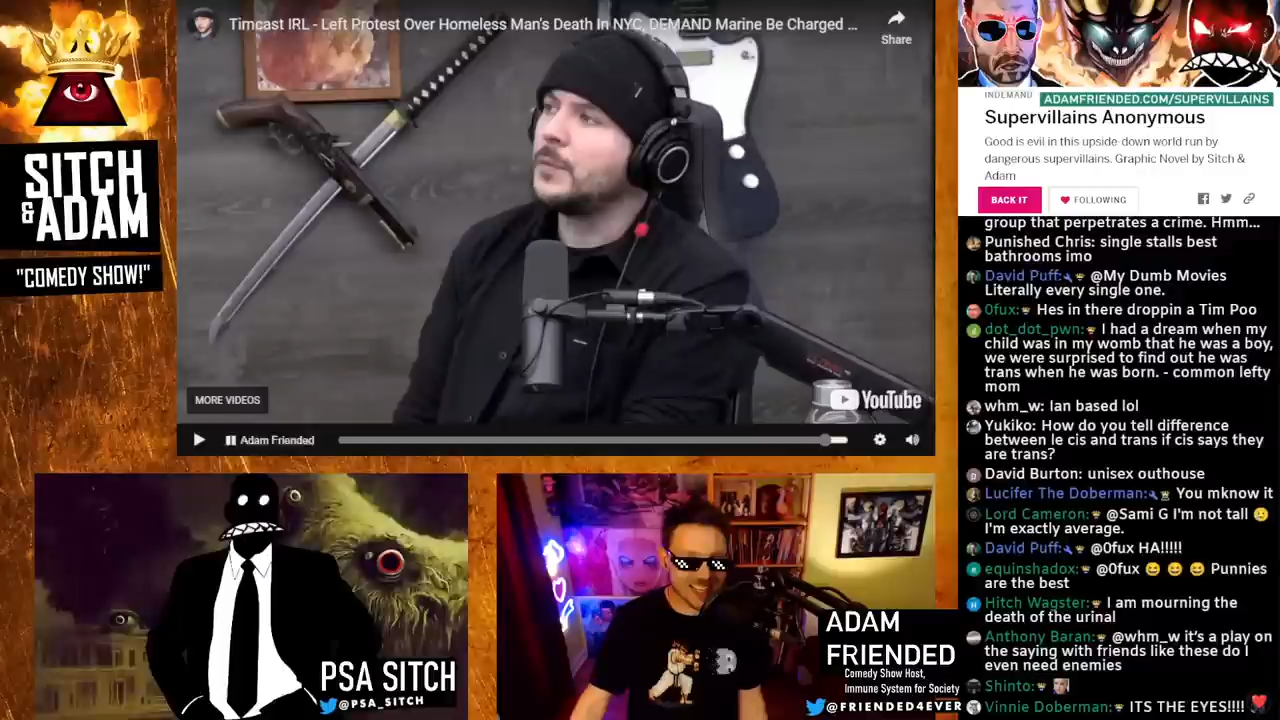 Timcast IRL - Left Protest Over Homeless Man's Death In NYC, DEMAND Marine Be Charged ...
Share
MORE VIDEOS
YouTube
Adam Friended
SITCH
& ADAM
"COMEDY SHOW!"
PSA SITCH
@PSA_SITCH
ADAM
FRIENDED
Comedy Show Host,
Immune System for Society
@FRIENDED4EVER
INDEMAND
ADAMFRIENDED.COM/SUPERVILLAINS
Supervillains Anonymous
Good is evil in this upside-down world run by
dangerous supervillains. Graphic Novel by Sitch &
Adam
BACK IT
FOLLOWING
group that perpetrates a crime. Hmm...
Punished Chris: single stalls best
bathrooms imo
David Puff: @My Dumb Movies
Literally every single one.
0fux: Hes in there droppin a Tim Poo
dot_dot_pwn: I had a dream when my
child was in my womb that he was a boy,
we were surprised to find out he was
trans when he was born. - common lefty
mom
whm_w: Ian based lol
Yukiko: How do you tell difference
between le cis and trans if cis says they
are trans?
David Burton: unisex outhouse
Lucifer The Doberman: You mknow it
Lord Cameron: @Sami G I'm not tall 🙁
I'm exactly average.
David Puff: @0fux HA!!!!!
equinshadox: @0fux 😄 😄 😄 Punnies
are the best
Hitch Wagster: I am mourning the
death of the urinal
Anthony Baran: @whm_w it's a play on
the saying with friends like these do I
even need enemies
Shinto:
Vinnie Doberman: ITS THE EYES!!!!